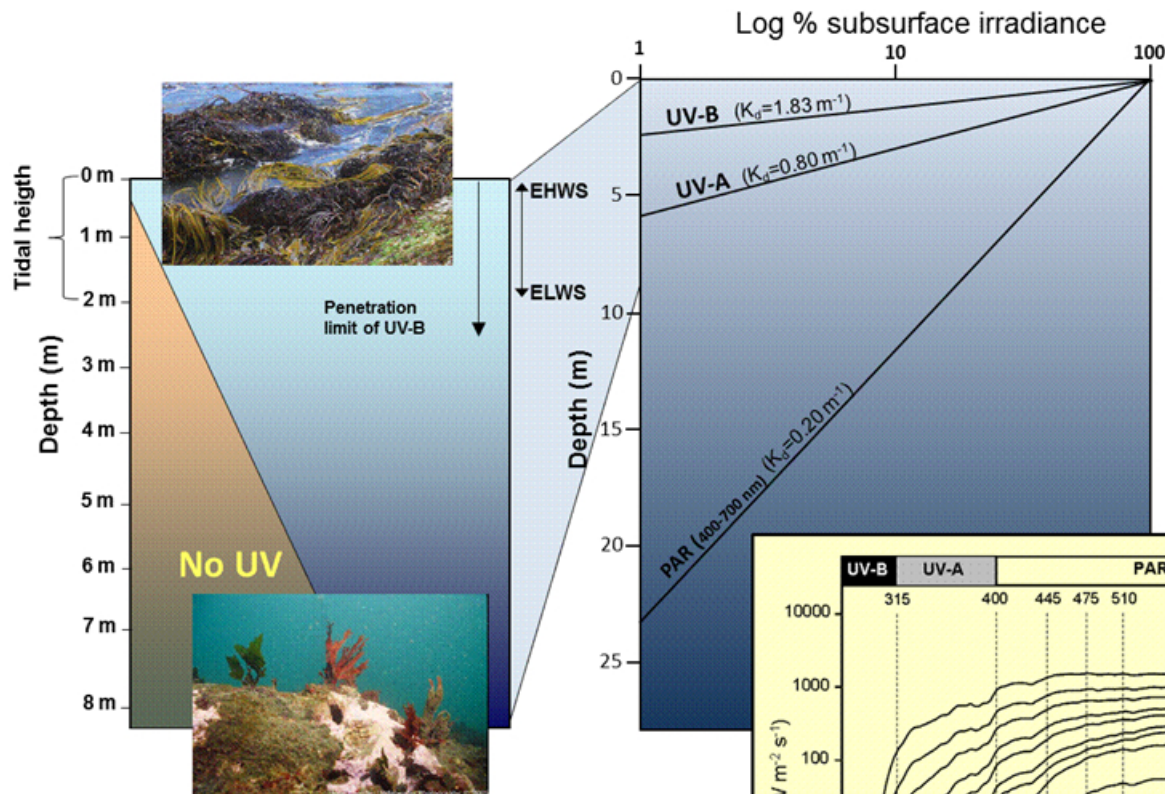 Log % subsurface irradiance
1 10 100
0
5
10
15
20
25
Depth (m)
UV-B (Kd=1.83 m-1)
UV-A (Kd=0.80 m-1)
PAR (400-700 nm) (Kd=0.20 m-1)
Tidal heigth
Depth (m)
0 m
1 m
2 m
3 m
4 m
5 m
6 m
7 m
8 m
EHWS
ELWS
Penetration
limit of UV-B
No UV
UV-B UV-A PAR
315 400 445 475 510
10000
1000
100
m-2 s-1)